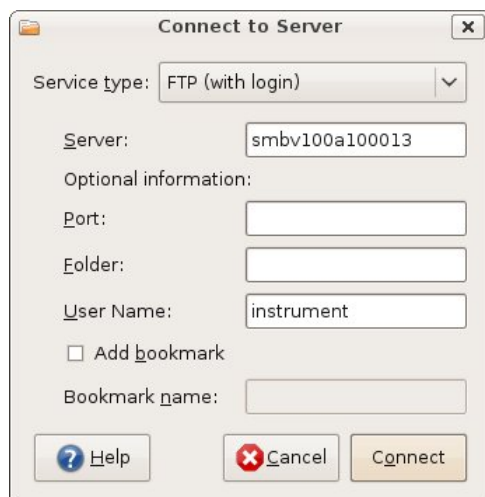 Connect to Server
Service type: FTP (with login)
Server: smbv100a100013
Optional information:
Port:
Folder:
User Name: instrument
Add bookmark
Bookmark name:
Help Cancel Connect